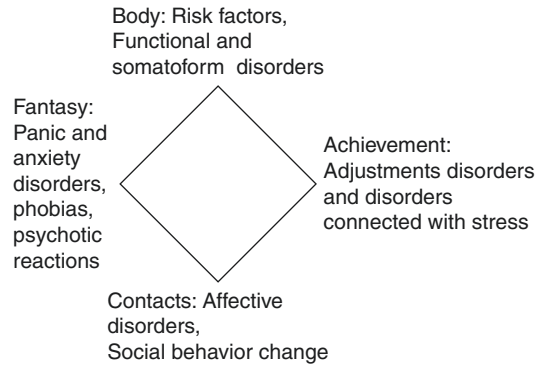 Body: Risk factors,
Functional and
somatoform disorders
Fantasy:
Panic and
anxiety
disorders,
phobias,
psychotic
reactions
Achievement:
Adjustments disorders
and disorders
connected with stress
Contacts: Affective
disorders,
Social behavior change